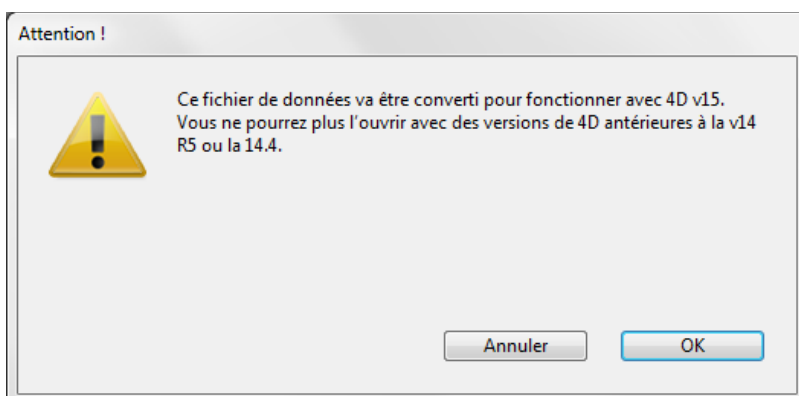 Attention !
Ce fichier de données va être converti pour fonctionner avec 4D v15.
Vous ne pourrez plus l'ouvrir avec des versions de 4D antérieures à la v14
R5 ou la 14.4.
Annuler
OK